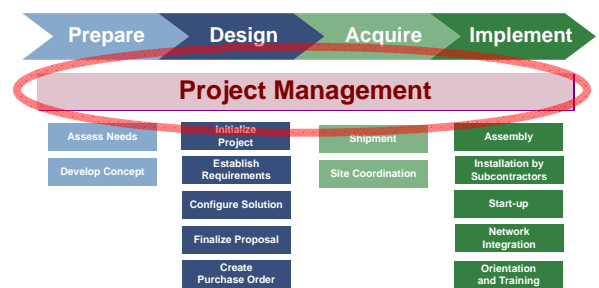 Prepare
Design
Acquire
Implement
Project Management
Assess Needs
Develop Concept
Initialize
Project
Establish
Requirements
Configure Solution
Finalize Proposal
Create
Purchase Order
Shipment
Site Coordination
Assembly
Installation by
Subcontractors
Start-up
Network
Integration
Orientation
and Training